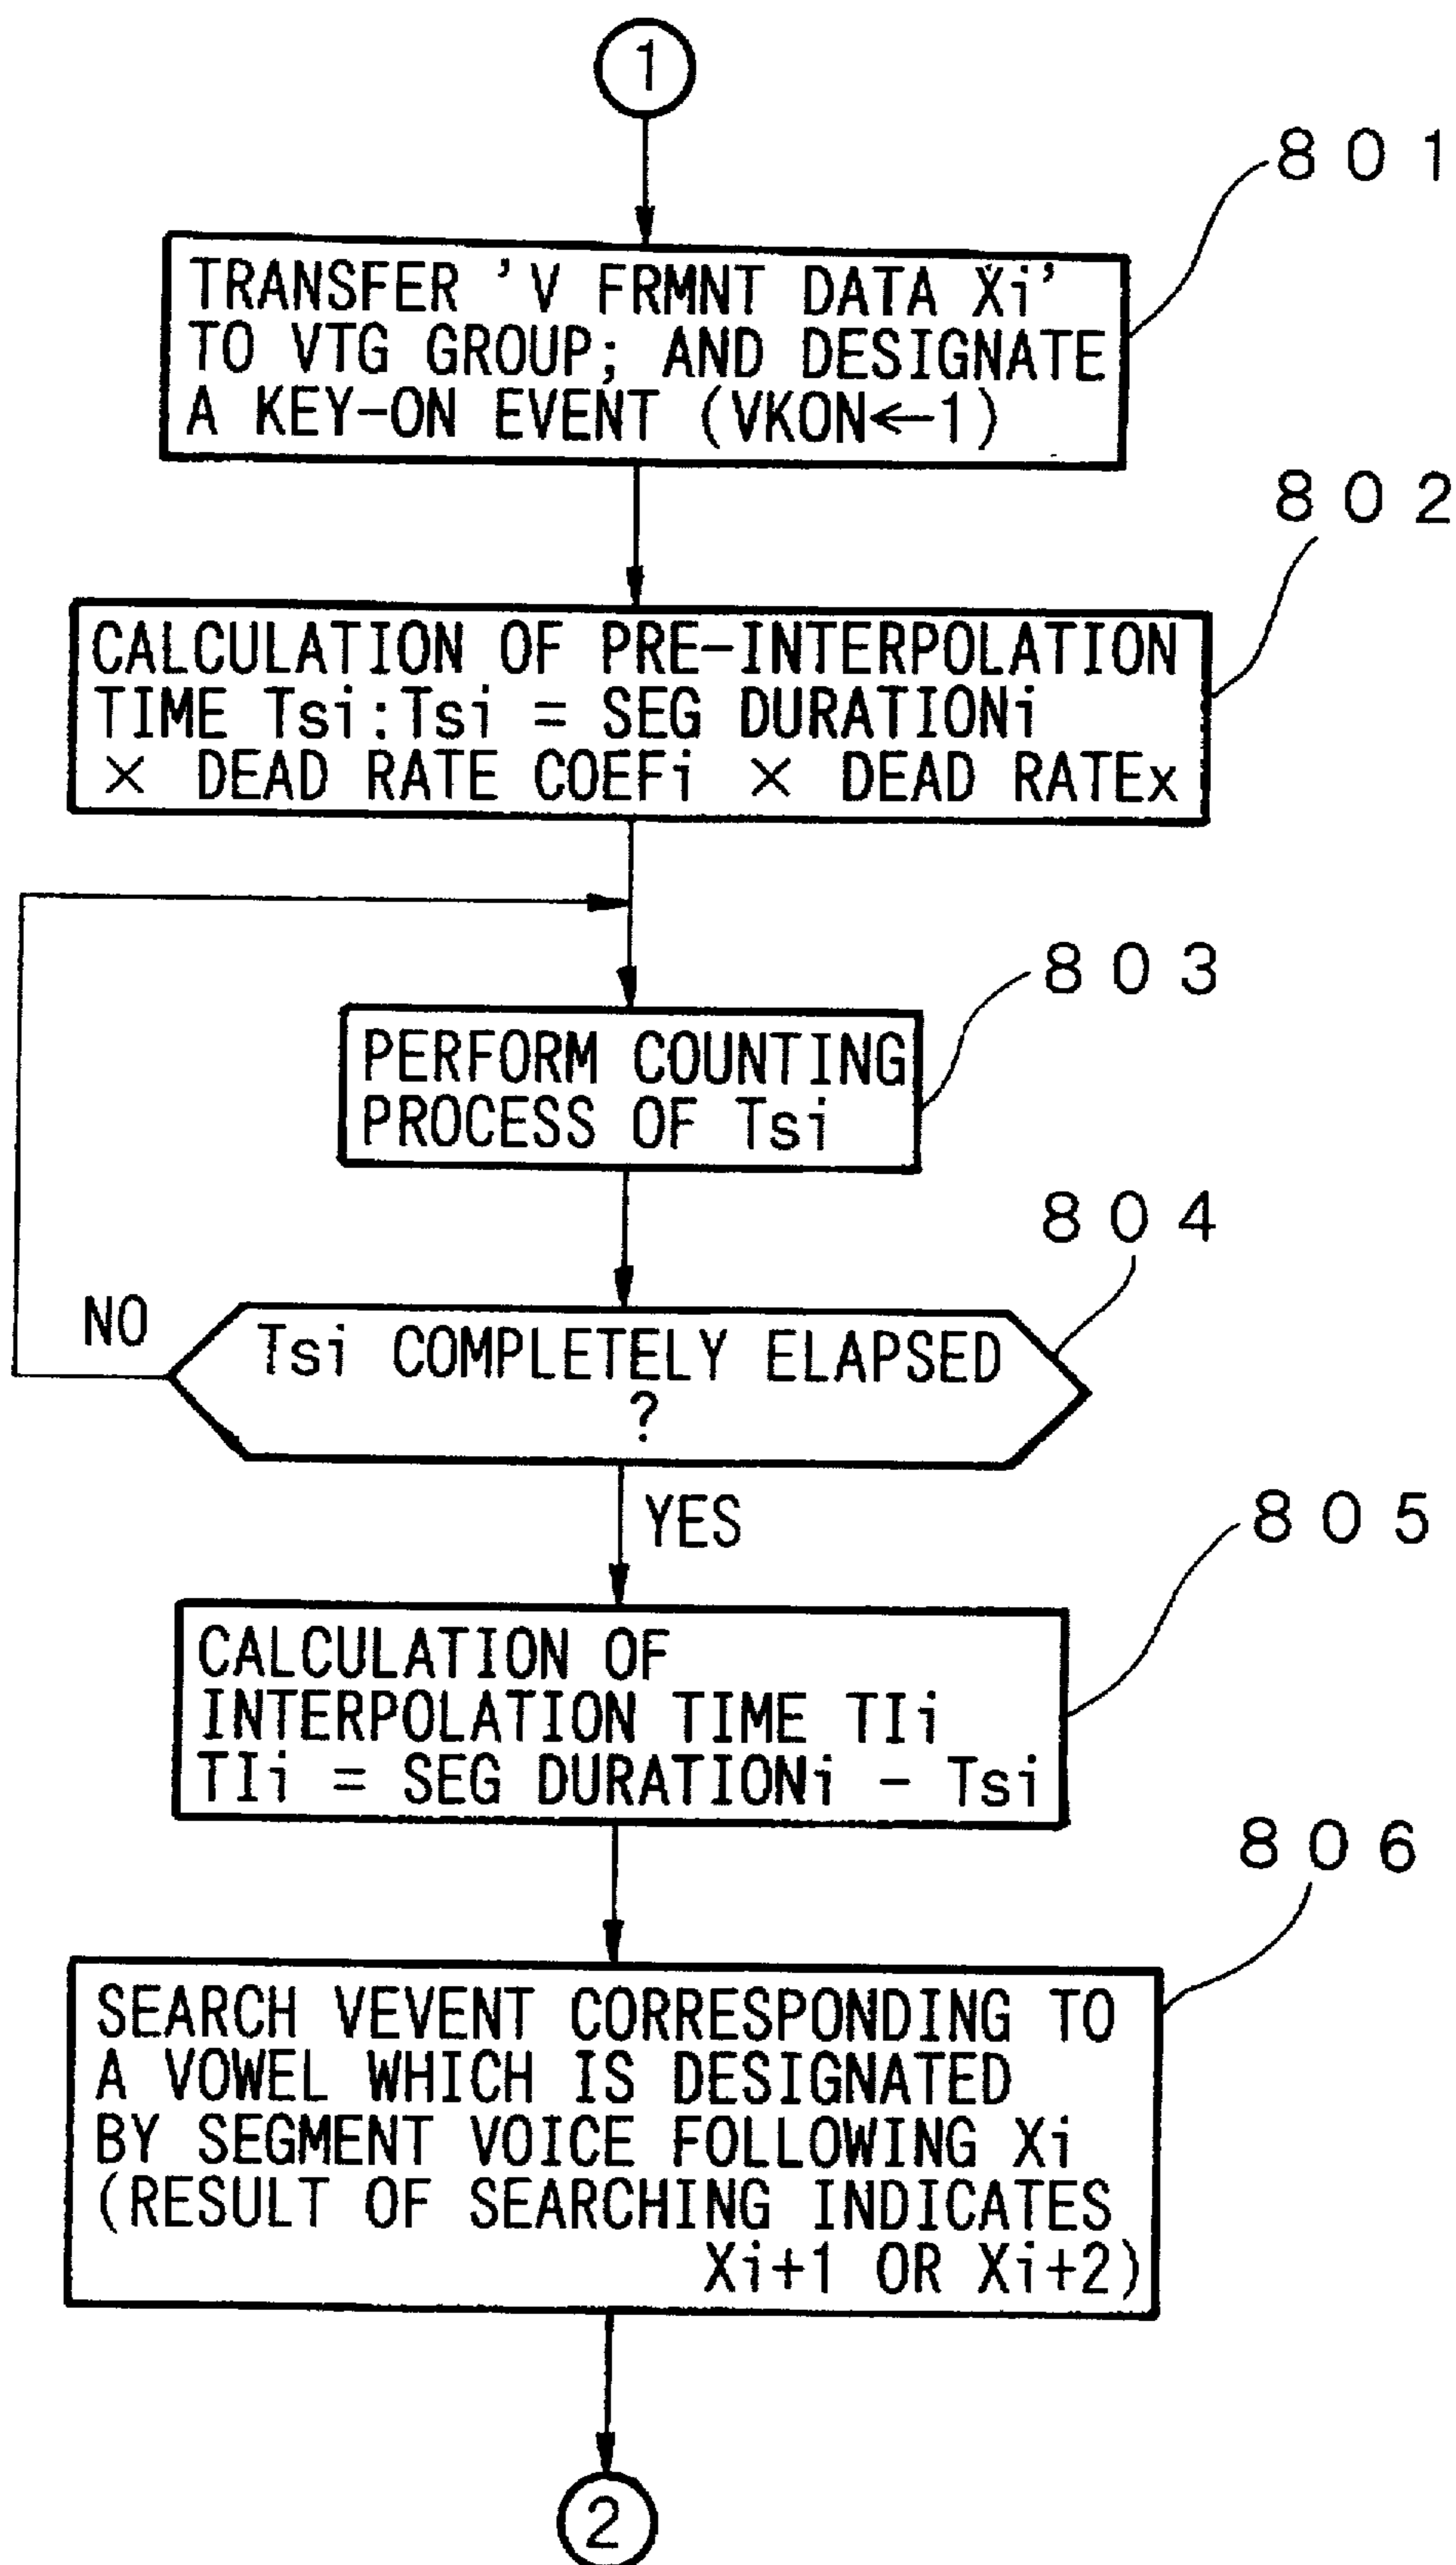 1
801
TRANSFER 'V FRMNT DATA Xi'
TO VTG GROUP; AND DESIGNATE
A KEY-ON EVENT (VKON←1)
802
CALCULATION OF PRE-INTERPOLATION
TIME Tsi:Tsi = SEG DURATIONi
× DEAD RATE COEFi × DEAD RATEx
803
PERFORM COUNTING
PROCESS OF Tsi
804
NO
Tsi COMPLETELY ELAPSED
?
YES
805
CALCULATION OF
INTERPOLATION TIME TIi
TIi = SEG DURATIONi - Tsi
806
SEARCH VEVENT CORRESPONDING TO
A VOWEL WHICH IS DESIGNATED
BY SEGMENT VOICE FOLLOWING Xi
(RESULT OF SEARCHING INDICATES
Xi+1 OR Xi+2)
2